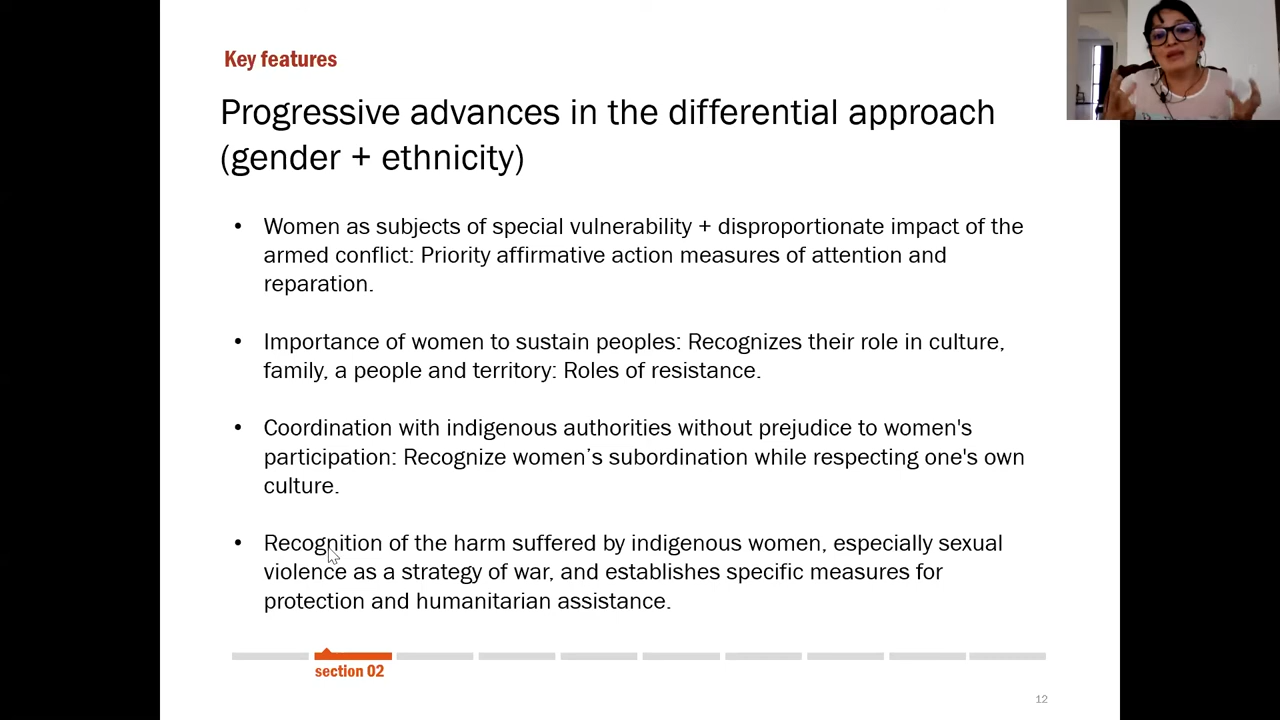 Key features
Progressive advances in the differential approach
(gender + ethnicity)
• Women as subjects of special vulnerability + disproportionate impact of the
armed conflict: Priority affirmative action measures of attention and
reparation.
• Importance of women to sustain peoples: Recognizes their role in culture,
family, a people and territory: Roles of resistance.
• Coordination with indigenous authorities without prejudice to women's
participation: Recognize women’s subordination while respecting one's own
culture.
• Recognition of the harm suffered by indigenous women, especially sexual
violence as a strategy of war, and establishes specific measures for
protection and humanitarian assistance.
section 02
12